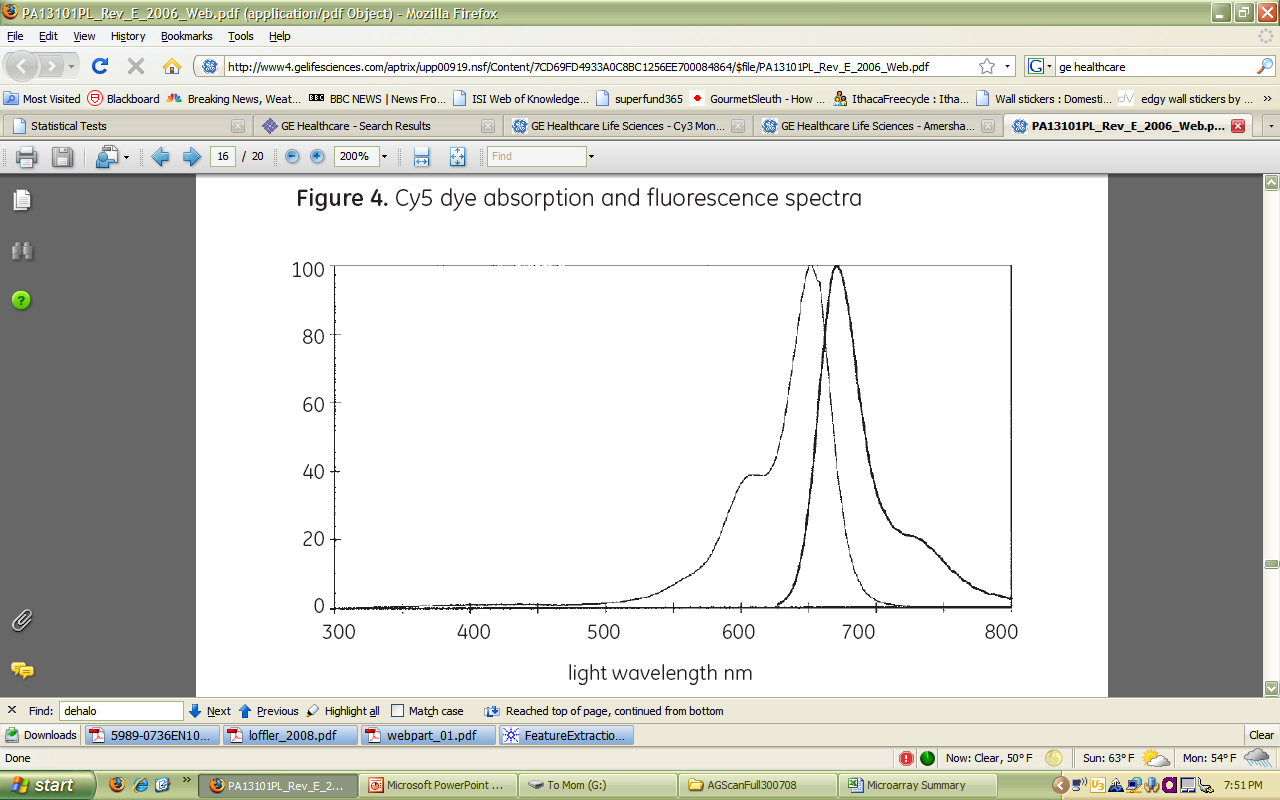 PA13101PL_Rev_E_2006_Web.pdf (application/pdf Object) - Mozilla Firefox
File Edit View History Bookmarks Tools Help
http://www4.gelifesciences.com/aptrix/upp00919.nsf/Content/7CD69FD4933A0C8BC1256EE700084864/$file/PA13101PL_Rev_E_2006_Web.pdf G ge healthcare
Most Visited Blackboard Breaking News, Weat... BBC BBC NEWS | News Fro... ISI Web of Knowledge... superfund365 GourmetSleuth - How ... IthacaFreecycle : Itha... Wall stickers : Domesti... dV edgy wall stickers by ... »
Statistical Tests GE Healthcare - Search Results GE Healthcare Life Sciences - Cy3 Mon... GE Healthcare Life Sciences - Amersha... PA13101PL_Rev_E_2006_Web.p...
16 / 20 200% Find
Figure 4. Cy5 dye absorption and fluorescence spectra
100
80
60
40
20
0
300 400 500 600 700 800
light wavelength nm
Find: dehalo Next Previous Highlight all Match case Reached top of page, continued from bottom
Downloads 5989-0736EN10... loffler_2008.pdf webpart_01.pdf FeatureExtractio... Clear
Done Now: Clear, 50° F Sun: 63° F Mon: 54° F
start » PA13101PL_Rev_E_2... Microsoft PowerPoint ... To Mom (G:) AGScanFull300708 Microarray Summary 7:51 PM